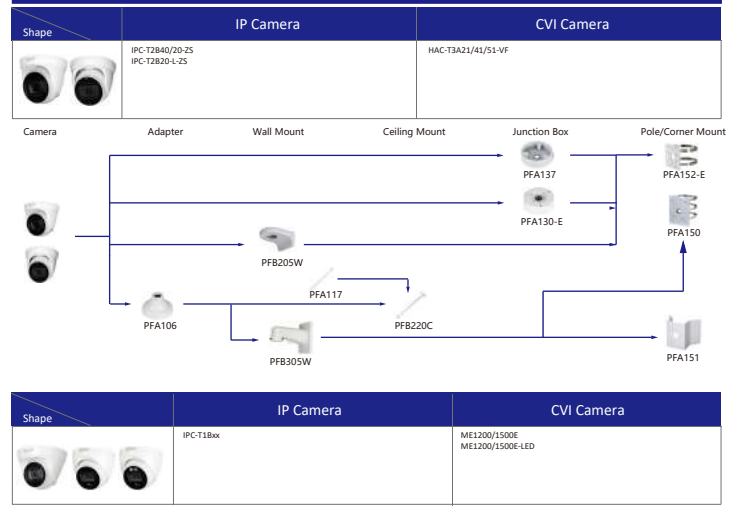 Shape
IP Camera
CVI Camera
IPC-T2B40/20-ZS
IPC-T2B20-L-ZS
HAC-T3A21/41/51-VF
Camera
Adapter
Wall Mount
Ceiling Mount
Junction Box
Pole/Corner Mount
PFA137
PFA152-E
PFA130-E
PFA150
PFB205W
PFA117
PFA106
PFB220C
PFB305W
PFA151
Shape
IP Camera
CVI Camera
IPC-T1Bxx
ME1200/1500E
ME1200/1500E-LED